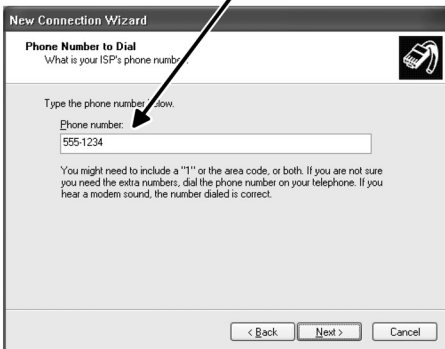 New Connection Wizard
Phone Number to Dial
What is your ISP's phone number
Type the phone number below.
Phone number:
555-1234
You might need to include a "1" or the area code, or both. If you are not sure
you need the extra numbers, dial the phone number on your telephone. If you
hear a modem sound, the number dialed is correct.
< Back
Next >
Cancel